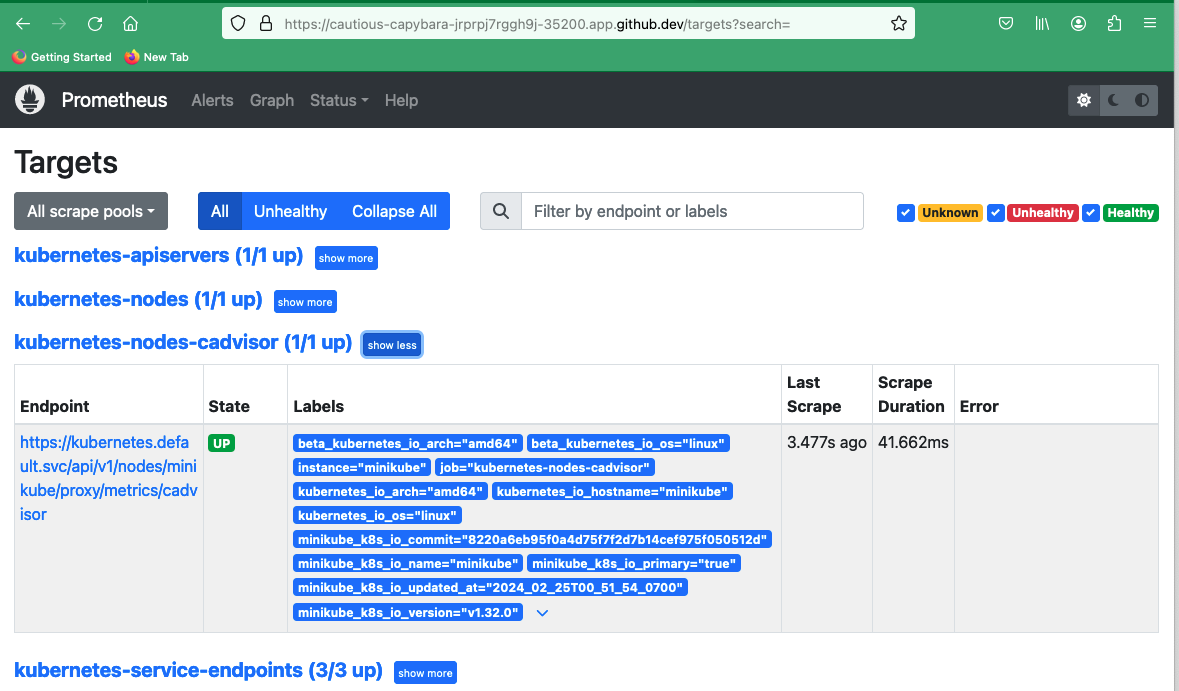 https://cautious-capybara-jrprpj7rggh9j-35200.app.github.dev/targets?search=
Getting Started New Tab
Prometheus Alerts Graph Status Help
Targets
All scrape pools All Unhealthy Collapse All Filter by endpoint or labels Unknown Unhealthy Healthy
kubernetes-apiservers (1/1 up) show more
kubernetes-nodes (1/1 up) show more
kubernetes-nodes-cadvisor (1/1 up) show less
Endpoint State Labels Last Scrape Scrape Duration Error
https://kubernetes.defa
ult.svc/api/v1/nodes/mini
kube/proxy/metrics/cadv
isor
UP
beta_kubernetes_io_arch="amd64" beta_kubernetes_io_os="linux"
instance="minikube" job="kubernetes-nodes-cadvisor"
kubernetes_io_arch="amd64" kubernetes_io_hostname="minikube"
kubernetes_io_os="linux"
minikube_k8s_io_commit="8220a6eb95f0a4d75f7f2d7b14cef975f050512d"
minikube_k8s_io_name="minikube" minikube_k8s_io_primary="true"
minikube_k8s_io_updated_at="2024_02_25T00_51_54_0700"
minikube_k8s_io_version="v1.32.0"
3.477s ago 41.662ms
kubernetes-service-endpoints (3/3 up) show more